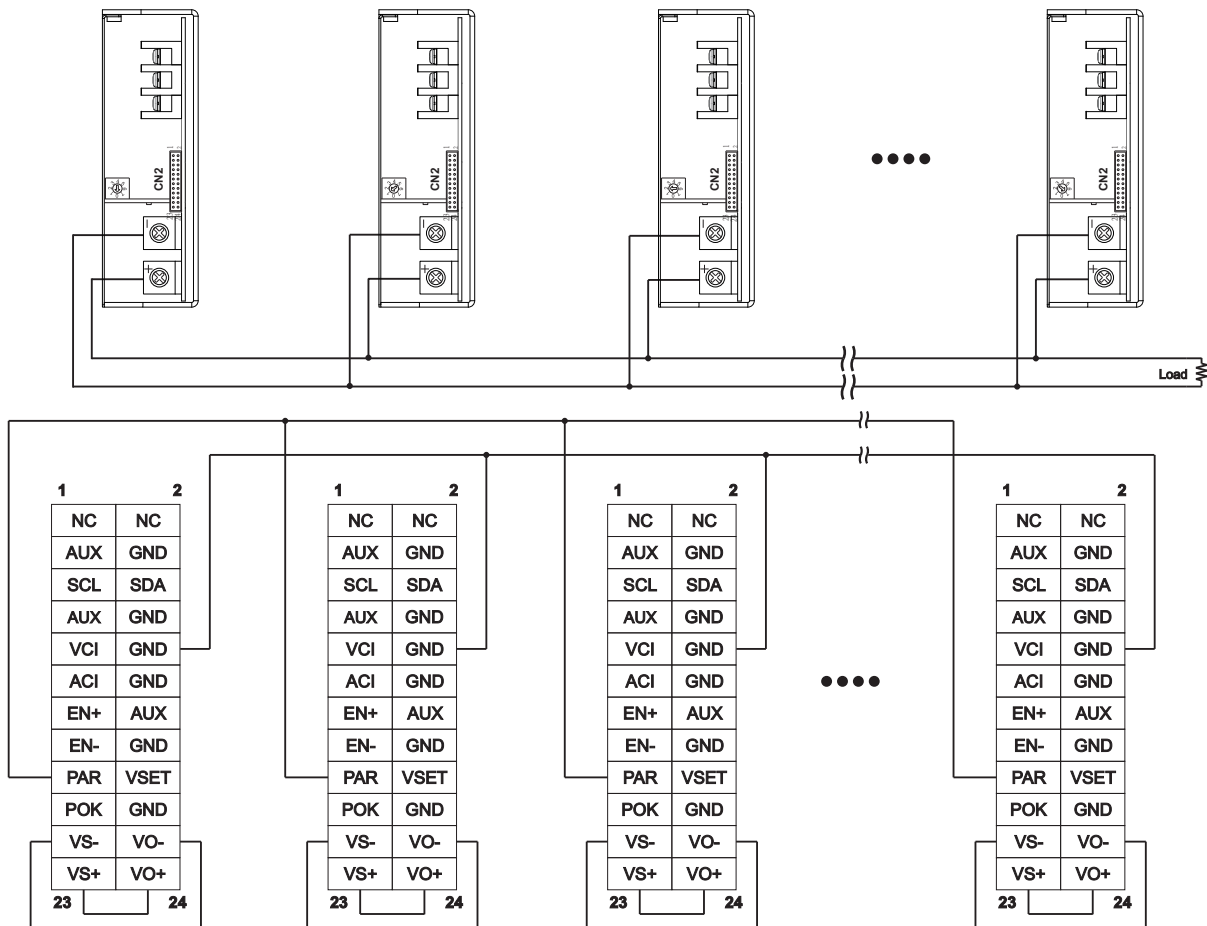 CN2 CN2 CN2 CN2
- - - -
+ + + +
Load
1 2 1 2 1 2 1 2
NC NC NC NC NC NC NC NC
AUX GND AUX GND AUX GND AUX GND
SCL SDA SCL SDA SCL SDA SCL SDA
AUX GND AUX GND AUX GND AUX GND
VCI GND VCI GND VCI GND VCI GND
ACI GND ACI GND ACI GND ACI GND
EN+ AUX EN+ AUX EN+ AUX EN+ AUX
EN- GND EN- GND EN- GND EN- GND
PAR VSET PAR VSET PAR VSET PAR VSET
POK GND POK GND POK GND POK GND
VS- VO- VS- VO- VS- VO- VS- VO-
VS+ VO+ VS+ VO+ VS+ VO+ VS+ VO+
23 24 23 24 23 24 23 24